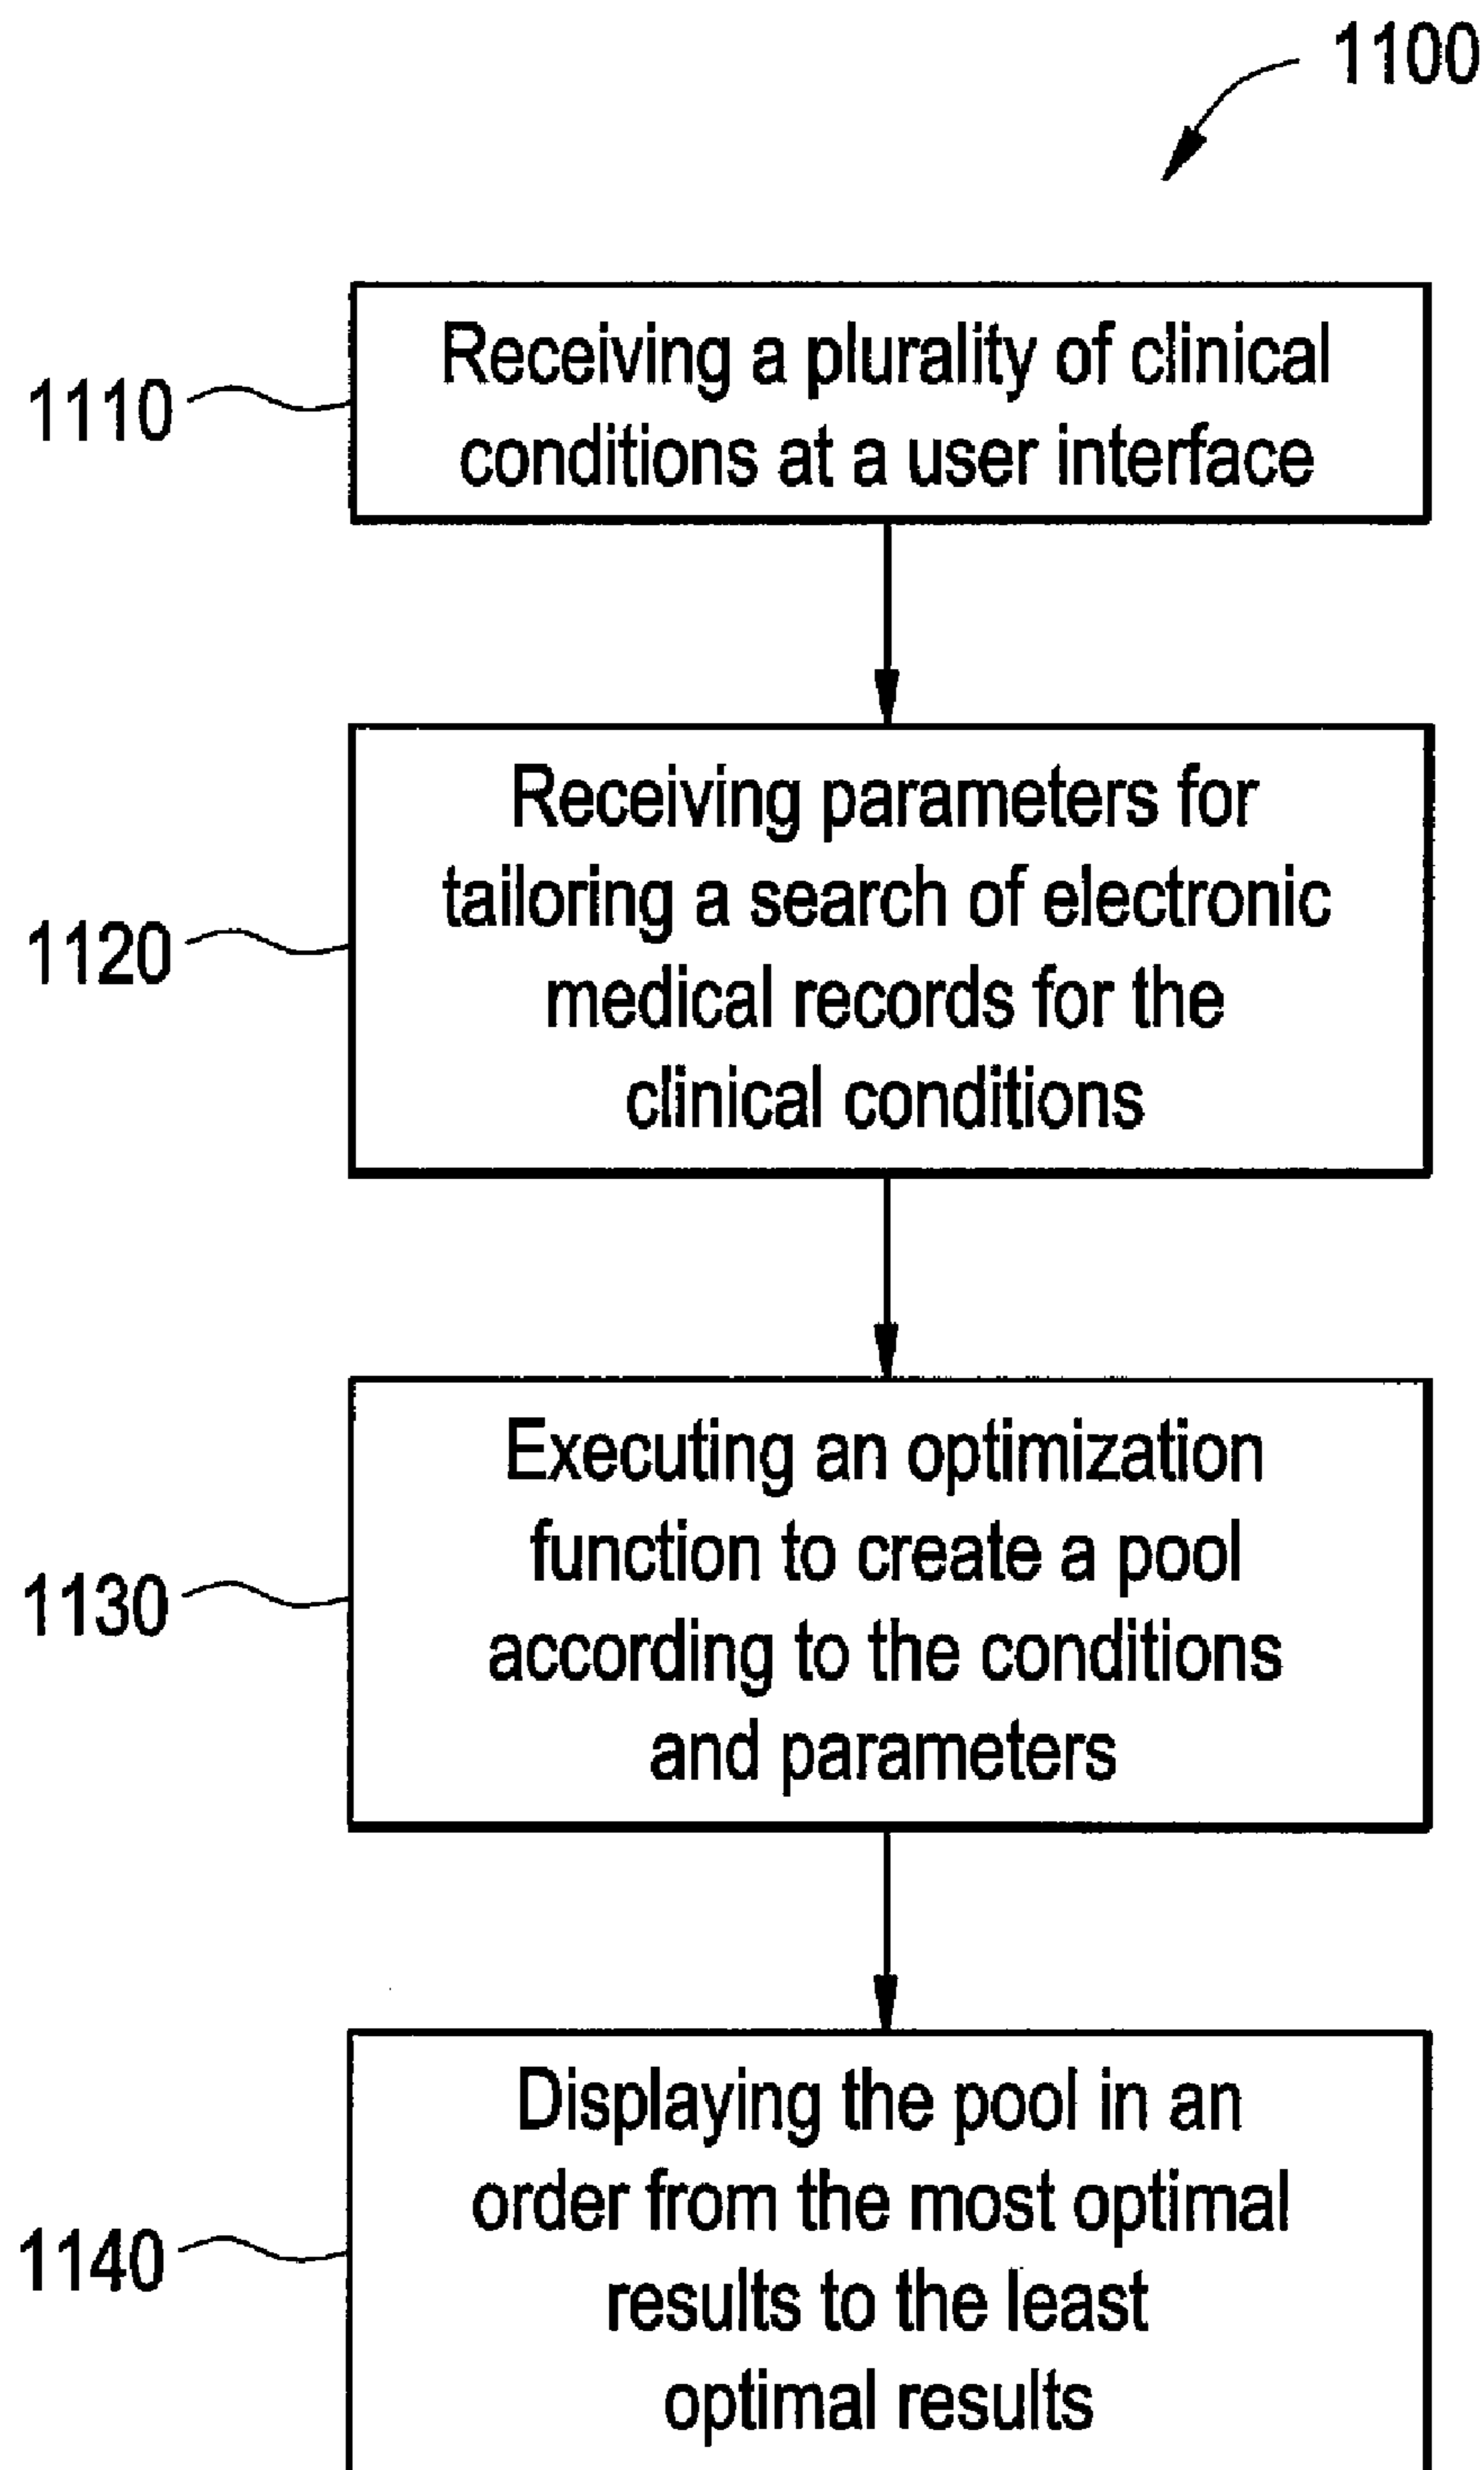 1100
1110
Receiving a plurality of clinical
conditions at a user interface
1120
Receiving parameters for
tailoring a search of electronic
medical records for the
clinical conditions
1130
Executing an optimization
function to create a pool
according to the conditions
and parameters
1140
Displaying the pool in an
order from the most optimal
results to the least
optimal results